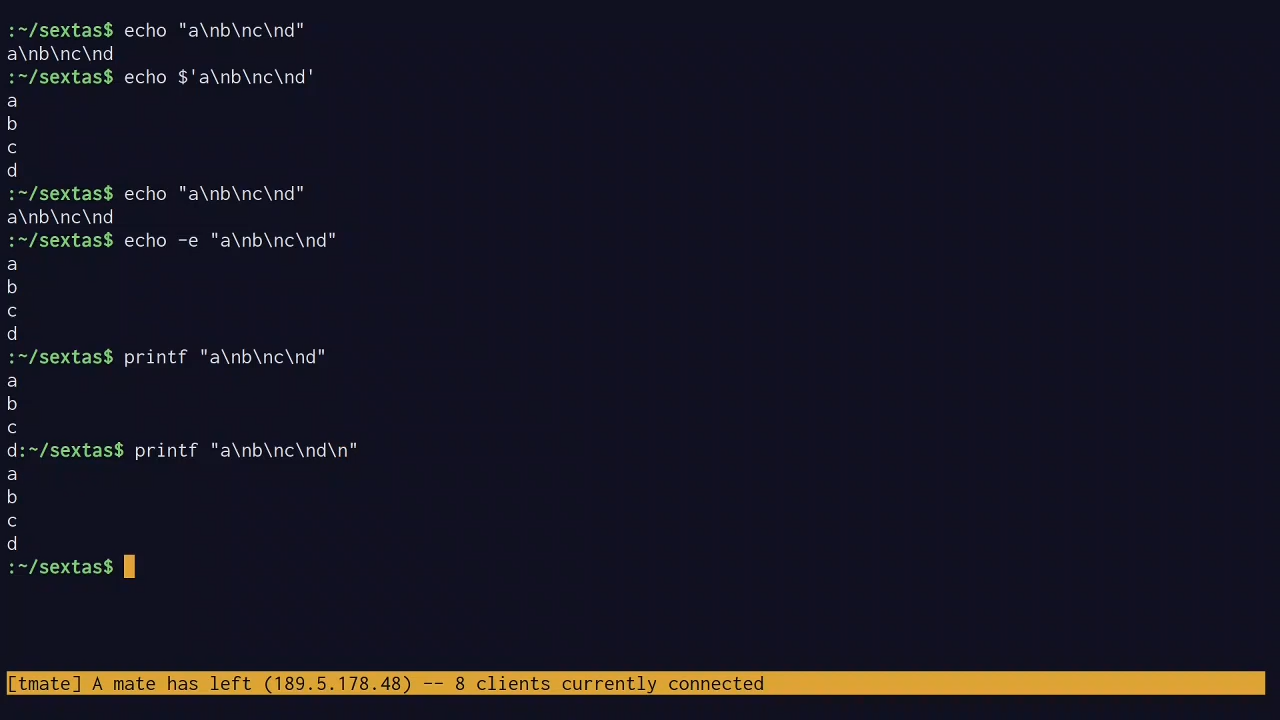 :~/sextas$ echo "a\nb\nc\nd"
a\nb\nc\nd
:~/sextas$ echo $'a\nb\nc\nd'
a
b
c
d
:~/sextas$ echo "a\nb\nc\nd"
a\nb\nc\nd
:~/sextas$ echo -e "a\nb\nc\nd"
a
b
c
d
:~/sextas$ printf "a\nb\nc\nd"
a
b
c
d:~/sextas$ printf "a\nb\nc\nd\n"
a
b
c
d
:~/sextas$
[tmate] A mate has left (189.5.178.48) -- 8 clients currently connected